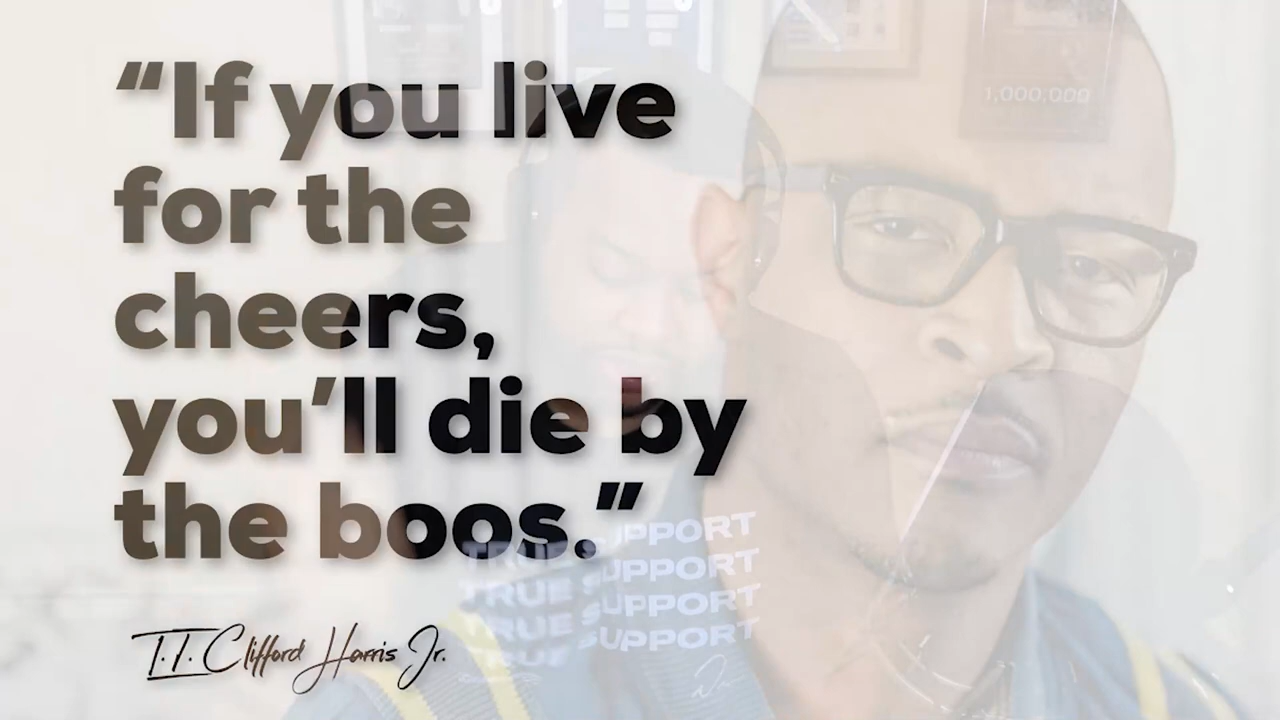 1,000,000
“If you live
for the
cheers,
you’ll die by
the boos.”
TRUE SUPPORT
TRUE SUPPORT
TRUE SUPPORT
TRUE SUPPORT
T.I. Clifford Harris Jr.